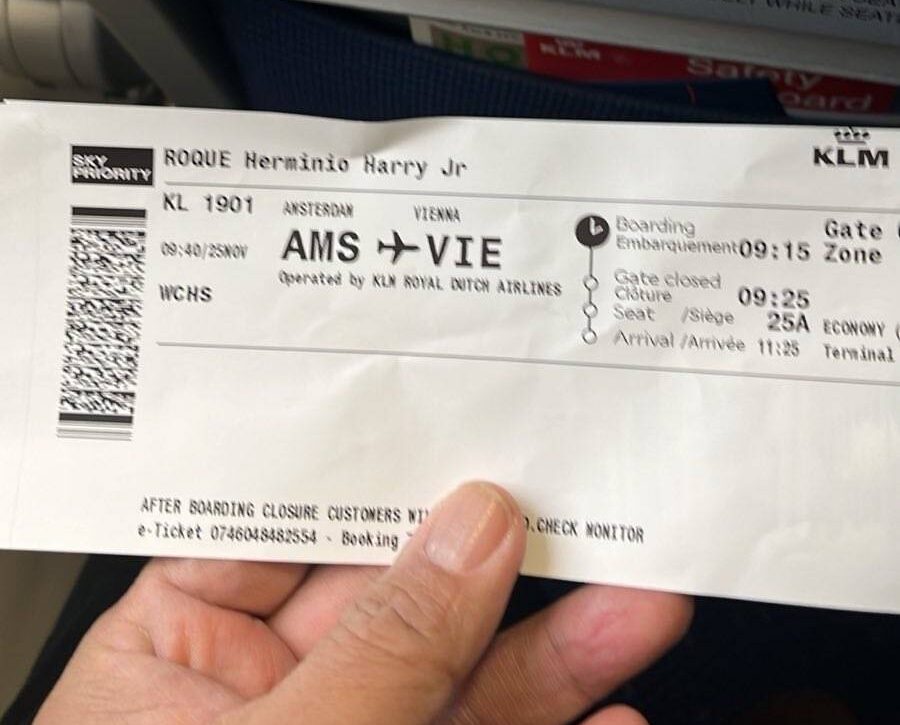 WHILE SEAT
KLM
Safety
SKY
PRIORITY
ROQUE Herminio Harry Jr
KLM
KL 1901
AMSTERDAM VIENNA
09:40/25NOV
AMS VIE
Operated by KLM ROYAL DUTCH AIRLINES
WCHS
Boarding
Embarquement 09:15
Gate
Zone
Gate closed
Clôture 09:25
Seat /Siège 25A ECONOMY (
Arrival /Arrivée 11:25 Terminal
AFTER BOARDING CLOSURE CUSTOMERS .CHECK MONITOR
e-Ticket 0746048482554 - Booking